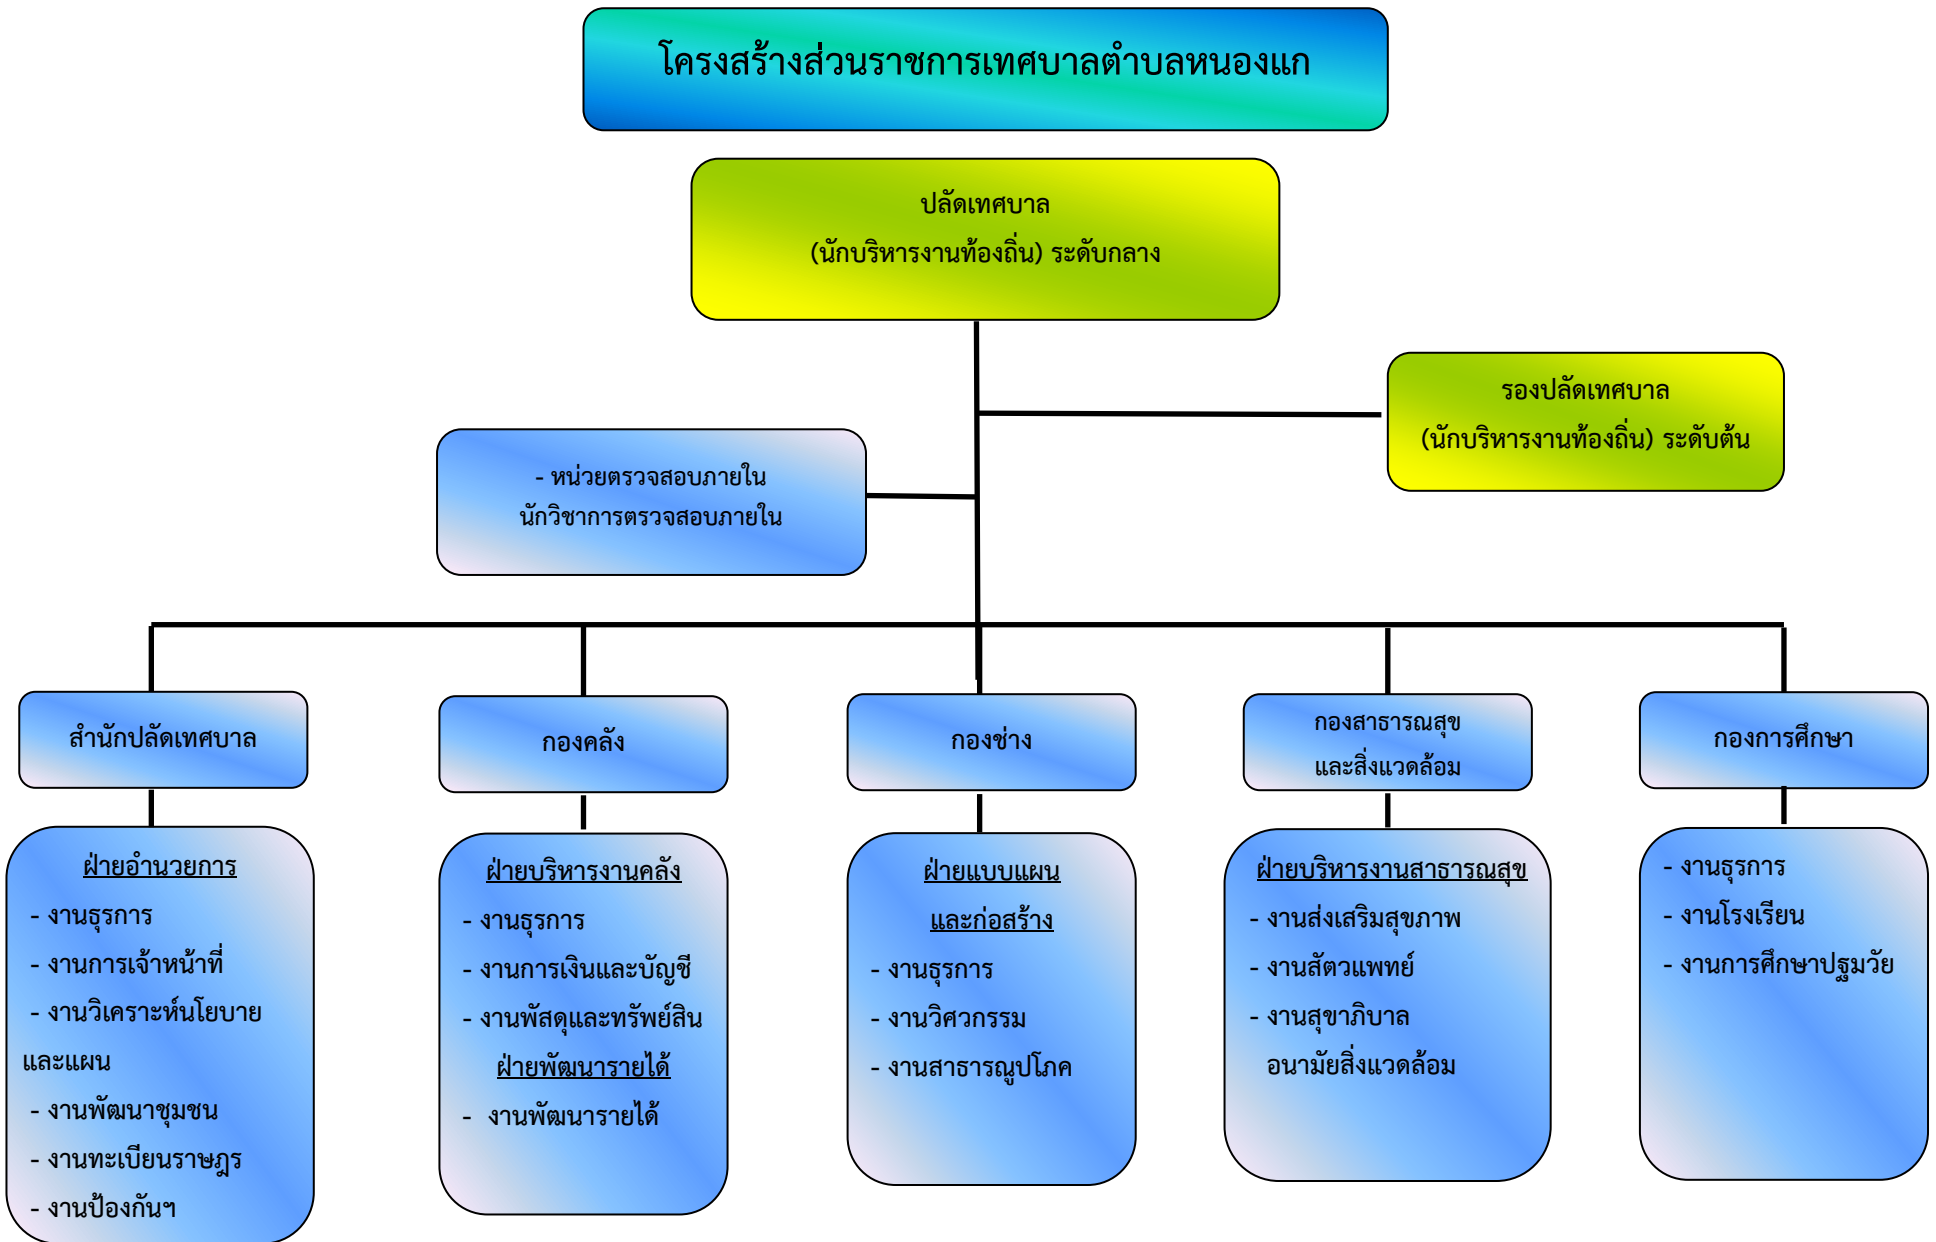 โครงสร้างส่วนราชการเทศบาลตำบลหนองแก
ปลัดเทศบาล
(นักบริหารงานท้องถิ่น) ระดับกลาง
รองปลัดเทศบาล
(นักบริหารงานท้องถิ่น) ระดับต้น
- หน่วยตรวจสอบภายใน
นักวิชาการตรวจสอบภายใน
สำนักปลัดเทศบาล
กองคลัง
กองช่าง
กองสาธารณสุข
และสิ่งแวดล้อม
กองการศึกษา
ฝ่ายอำนวยการ
- งานธุรการ
- งานการเจ้าหน้าที่
- งานวิเคราะห์นโยบาย
และแผน
- งานพัฒนาชุมชน
- งานทะเบียนราษฎร
- งานป้องกันฯ
ฝ่ายบริหารงานคลัง
- งานธุรการ
- งานการเงินและบัญชี
- งานพัสดุและทรัพย์สิน
ฝ่ายพัฒนารายได้
- งานพัฒนารายได้
ฝ่ายแบบแผน
และก่อสร้าง
- งานธุรการ
- งานวิศวกรรม
- งานสาธารณูปโภค
ฝ่ายบริหารงานสาธารณสุข
- งานส่งเสริมสุขภาพ
- งานสัตวแพทย์
- งานสุขาภิบาล
อนามัยสิ่งแวดล้อม
- งานธุรการ
- งานโรงเรียน
- งานการศึกษาปฐมวัย